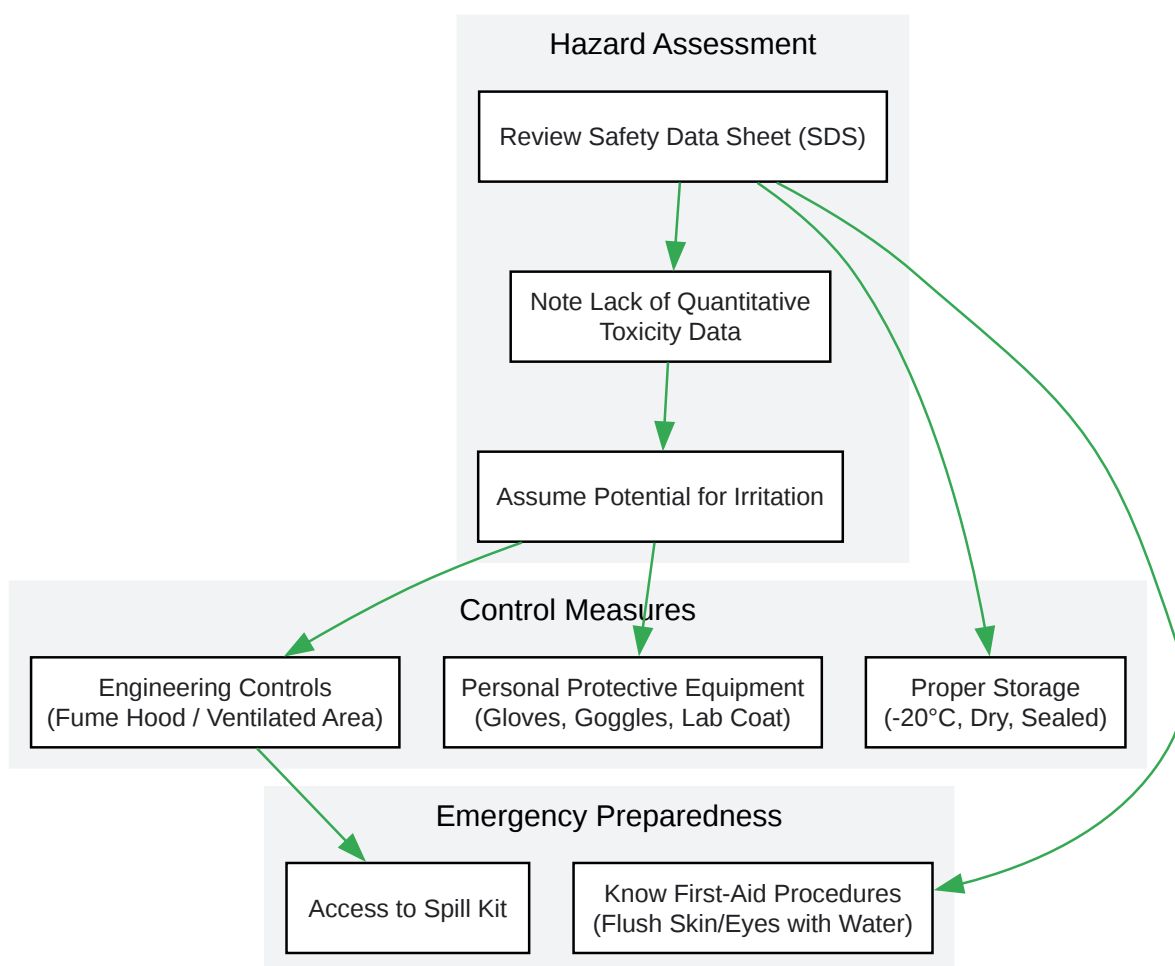 Hazard Assessment
Review Safety Data Sheet (SDS)
Note Lack of Quantitative
Toxicity Data
Assume Potential for Irritation
Control Measures
Engineering Controls
(Fume Hood / Ventilated Area)
Personal Protective Equipment
(Gloves, Goggles, Lab Coat)
Proper Storage
(-20°C, Dry, Sealed)
Emergency Preparedness
Access to Spill Kit
Know First-Aid Procedures
(Flush Skin/Eyes with Water)